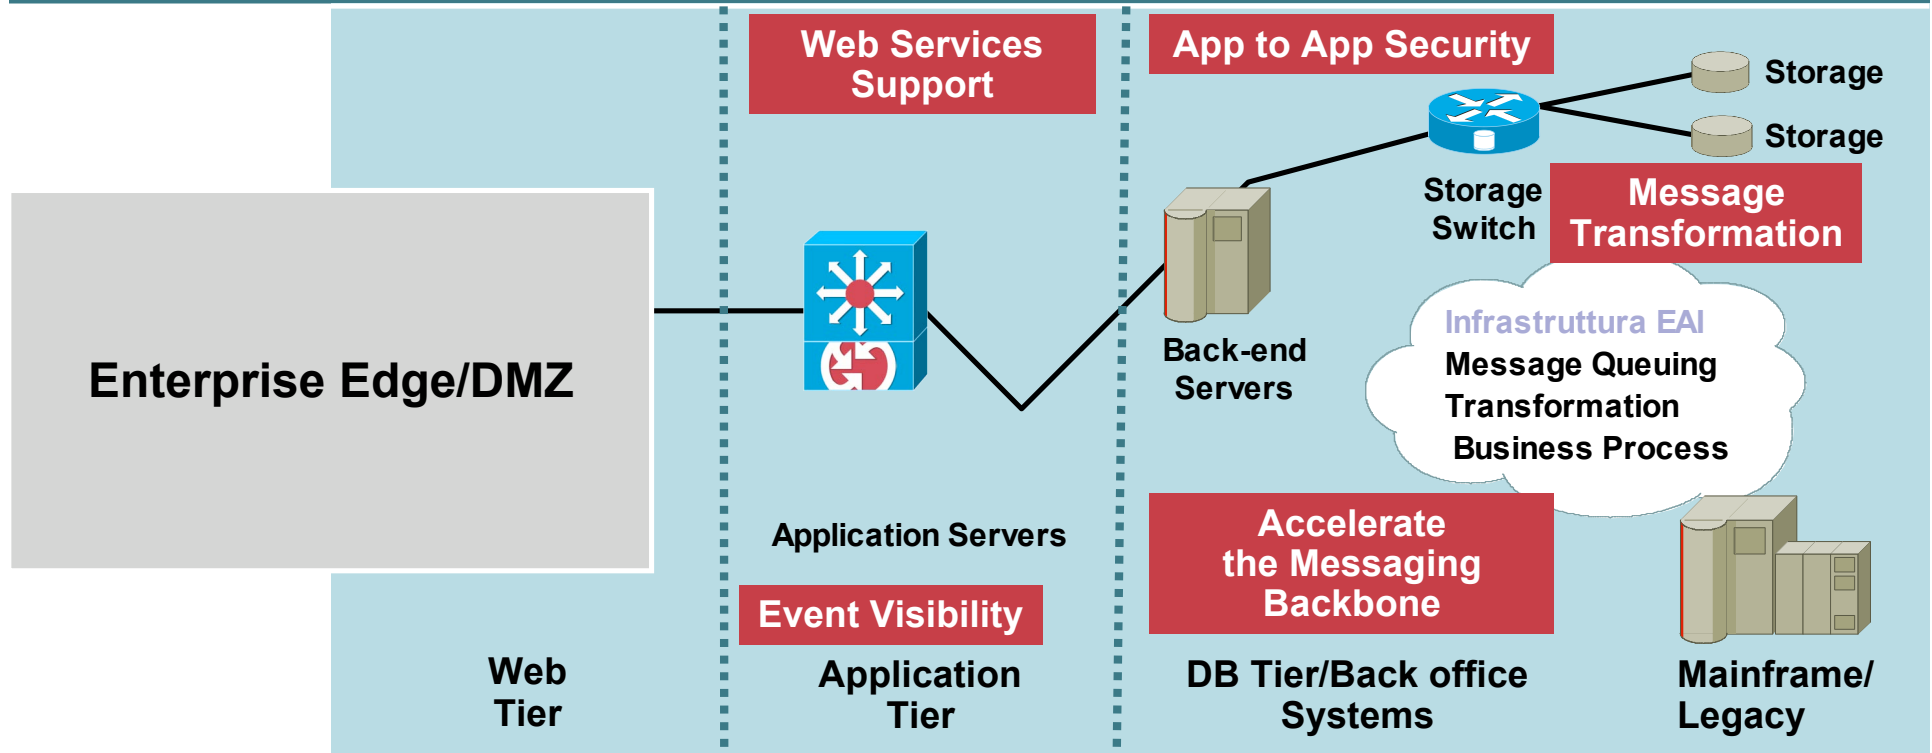 Web Services
Support
App to App Security
Storage
Storage
Storage
Switch
Message
Transformation
Enterprise Edge/DMZ
Back-end
Servers
Infrastruttura EAI
Message Queuing
Transformation
Business Process
Application Servers
Event Visibility
Accelerate
the Messaging
Backbone
Web
Tier
Application
Tier
DB Tier/Back office
Systems
Mainframe/
Legacy